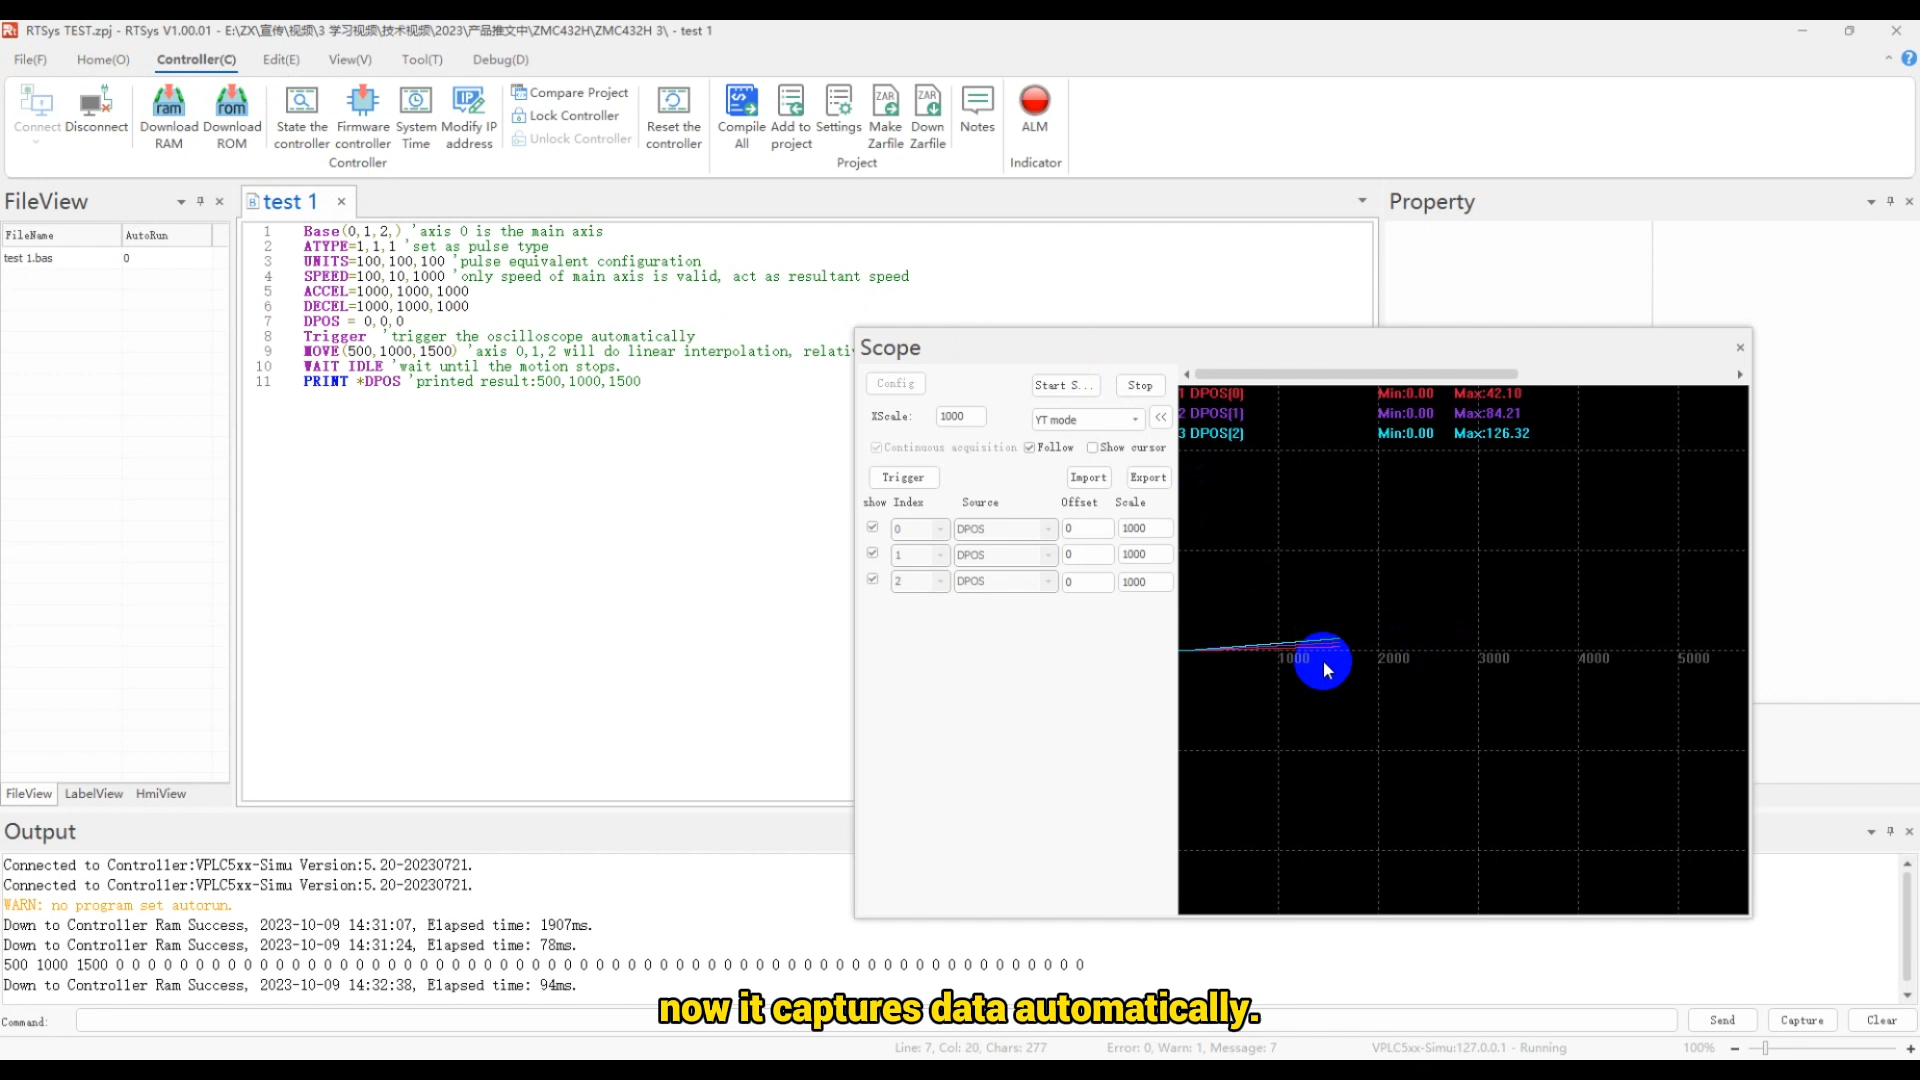 RTSys TEST.zpj - RTSys V1.00.01 - E:\ZX\宣传\视频\3 学习视频\技术视频\2023\产品推文中\ZMC432H\ZMC432H 3\ - test 1
File(F) Home(O) Controller(C) Edit(E) View(V) Tool(T) Debug(D)
Connect Disconnect
Download RAM
Download ROM
State the controller
Firmware controller
System Time
Modify IP address
Compare Project
Lock Controller
Unlock Controller
Reset the controller
Controller
Compile All
Add to project
Settings
Make Zarfile
Down Zarfile
Project
Notes
ALM
Indicator
FileView
FileName AutoRun
test 1.bas 0
FileView LabelView HmiView
test 1
1 Base(0,1,2,) 'axis 0 is the main axis
2 ATYPE=1,1,1 'set as pulse type
3 UNITS=100,100,100 'pulse equivalent configuration
4 SPEED=100,10,1000 'only speed of main axis is valid, act as resultant speed
5 ACCEL=1000,1000,1000
6 DECEL=1000,1000,1000
7 DPOS = 0,0,0
8 Trigger 'trigger the oscilloscope automatically
9 MOVE(500,1000,1500) 'axis 0,1,2 will do linear interpolation, relativ
10 WAIT IDLE 'wait until the motion stops.
11 PRINT *DPOS 'printed result:500,1000,1500
Property
Scope
Config Start S... Stop
XScale: 1000 YT mode <<
Continuous acquisition Follow Show cursor
Trigger Import Export
show Index Source Offset Scale
0 DPOS 0 1000
1 DPOS 0 1000
2 DPOS 0 1000
1 DPOS(0) Min:0.00 Max:42.10
2 DPOS(1) Min:0.00 Max:84.21
3 DPOS(2) Min:0.00 Max:126.32
1000 2000 3000 4000 5000
Output
Connected to Controller:VPLC5xx-Simu Version:5.20-20230721.
Connected to Controller:VPLC5xx-Simu Version:5.20-20230721.
WARN: no program set autorun.
Down to Controller Ram Success, 2023-10-09 14:31:07, Elapsed time: 1907ms.
Down to Controller Ram Success, 2023-10-09 14:31:24, Elapsed time: 78ms.
500 1000 1500 0 0 0 0 0 0 0 0 0 0 0 0 0 0 0 0 0 0 0 0 0 0 0 0 0 0 0 0 0 0 0 0 0 0 0 0 0 0 0 0 0 0 0 0 0 0 0 0 0 0 0 0 0 0 0 0 0 0 0 0 0 0
Down to Controller Ram Success, 2023-10-09 14:32:38, Elapsed time: 94ms.
now it captures data automatically.
Command: Send Capture Clear
Line: 7, Col: 20, Chars: 277 Error: 0, Warn: 1, Message: 7 VPLC5xx-Simu:127.0.0.1 - Running 100%